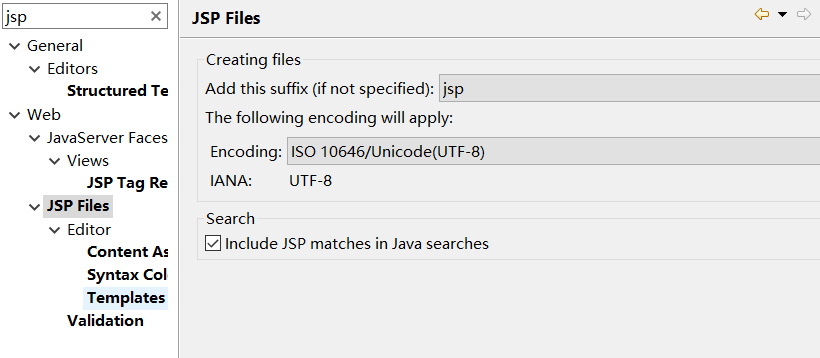 jsp
General
Editors
Structured Te
Web
JavaServer Faces
Views
JSP Tag Re
JSP Files
Editor
Content As
Syntax Col
Templates
Validation
JSP Files
Creating files
Add this suffix (if not specified): jsp
The following encoding will apply:
Encoding: ISO 10646/Unicode(UTF-8)
IANA: UTF-8
Search
Include JSP matches in Java searches